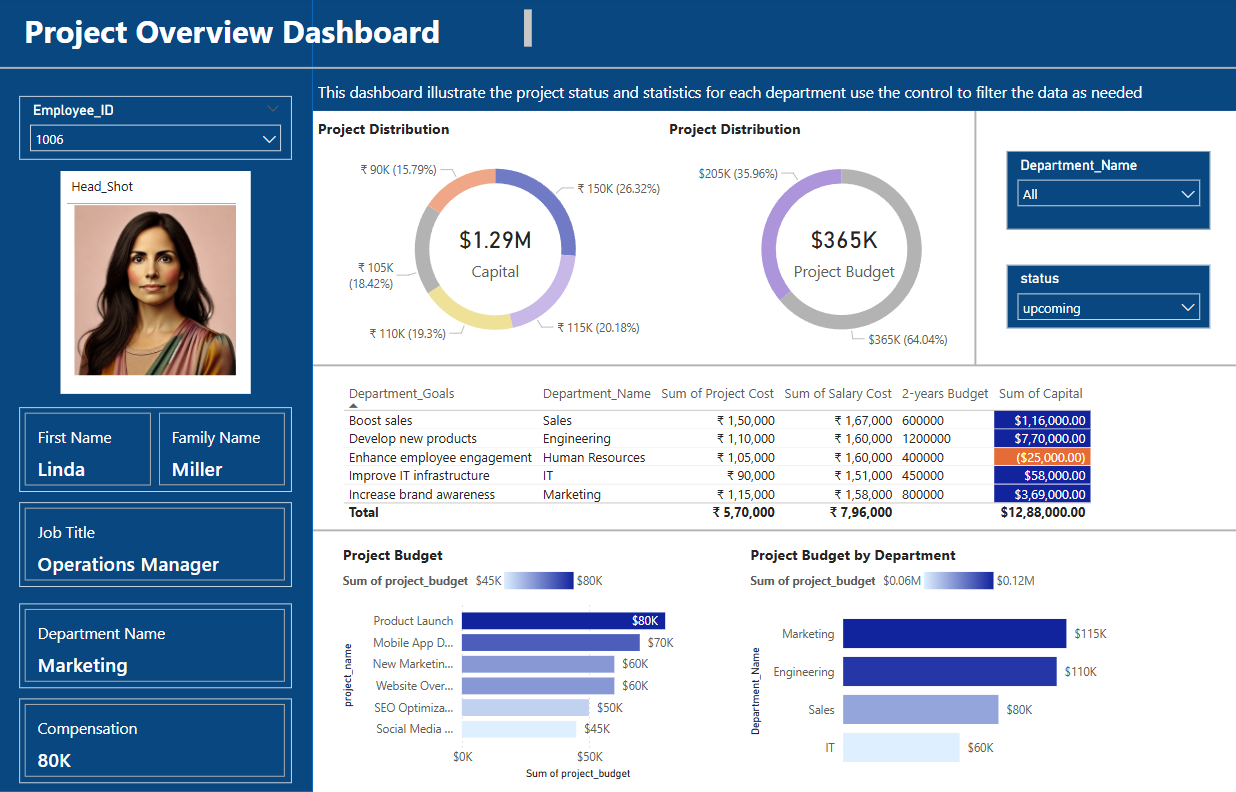 Project Overview Dashboard
This dashboard illustrate the project status and statistics for each department use the control to filter the data as needed
Employee_ID
1006
Head_Shot
First Name
Linda
Family Name
Miller
Job Title
Operations Manager
Department Name
Marketing
Compensation
80K
Project Distribution
₹ 90K (15.79%)
₹ 150K (26.32%)
$1.29M
Capital
₹ 105K
(18.42%)
₹ 110K (19.3%)
₹ 115K (20.18%)
Project Distribution
$205K (35.96%)
$365K
Project Budget
$365K (64.04%)
Department_Name
All
status
upcoming
Department_Goals Department_Name Sum of Project Cost Sum of Salary Cost 2-years Budget Sum of Capital
Boost sales Sales ₹ 1,50,000 ₹ 1,67,000 600000 $1,16,000.00
Develop new products Engineering ₹ 1,10,000 ₹ 1,60,000 1200000 $7,70,000.00
Enhance employee engagement Human Resources ₹ 1,05,000 ₹ 1,60,000 400000 ($25,000.00)
Improve IT infrastructure IT ₹ 90,000 ₹ 1,51,000 450000 $58,000.00
Increase brand awareness Marketing ₹ 1,15,000 ₹ 1,58,000 800000 $3,69,000.00
Total ₹ 5,70,000 ₹ 7,96,000 $12,88,000.00
Project Budget
Sum of project_budget $45K $80K
project_name
Product Launch $80K
Mobile App D... $70K
New Marketin... $60K
Website Over... $60K
SEO Optimiza... $50K
Social Media ... $45K
$0K $50K
Sum of project_budget
Project Budget by Department
Sum of project_budget $0.06M $0.12M
Department_Name
Marketing $115K
Engineering $110K
Sales $80K
IT $60K